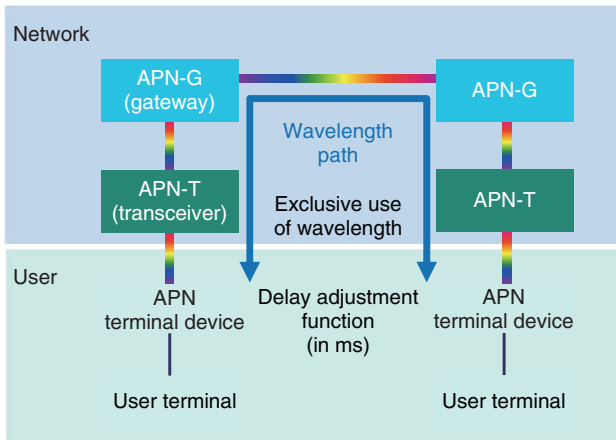 Network
APN-G
(gateway)
APN-G
Wavelength
path
APN-T
(transceiver)
Exclusive use
of wavelength
APN-T
User
APN
terminal device
Delay adjustment
function
(in ms)
APN
terminal device
User terminal
User terminal